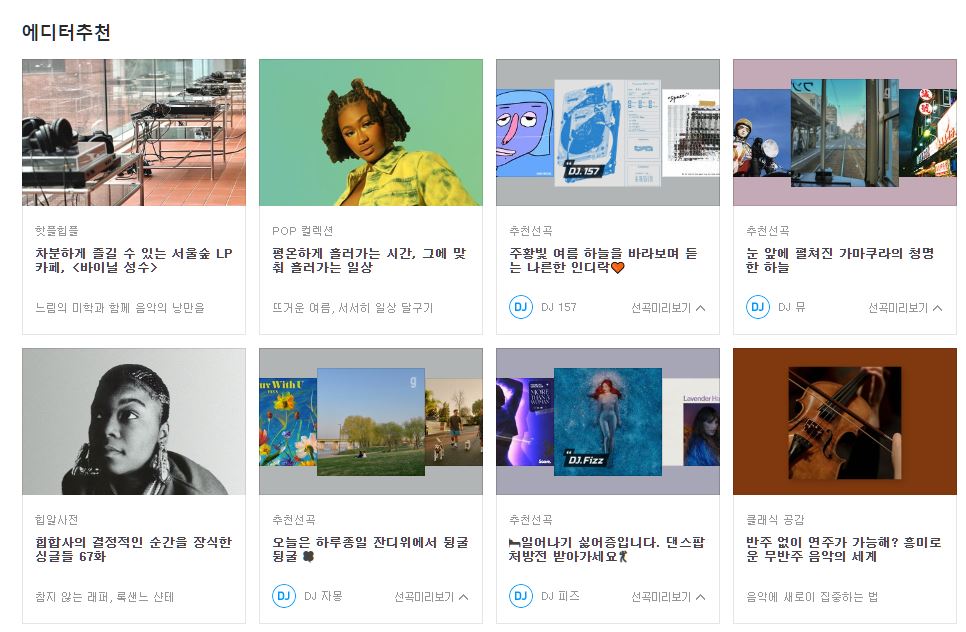 에디터추천
핫플힙플
차분하게 즐길 수 있는 서울숲 LP
카페, <바이닐 성수>
느림의 미학과 함께 음악의 낭만을
POP 컬렉션
평온하게 흘러가는 시간, 그에 맞
춰 흘러가는 일상
뜨거운 여름, 서서히 일상 달구기
DJ.157
추천선곡
주황빛 여름 하늘을 바라보며 듣
는 나른한 인디락🧡
DJ
DJ 157
선곡미리보기
추천선곡
눈 앞에 펼쳐진 가마쿠라의 청명
한 하늘
DJ
DJ 뮤
선곡미리보기
힙알사전
힙합사의 결정적인 순간을 장식한
싱글들 67화
참지 않는 래퍼, 록샌느 샨테
With U
g
추천선곡
오늘은 하루종일 잔디위에서 뒹굴
뒹굴 🍀
DJ
DJ 자몽
선곡미리보기
MORE
THAN A
WOMAN
DJ.Fizz
Lavender Ha
추천선곡
🛏일어나기 싫어증입니다. 댄스팝
처방전 받아가세요💃
DJ
DJ 피즈
선곡미리보기
클래식 공감
반주 없이 연주가 가능해? 흥미로
운 무반주 음악의 세계
음악에 새로이 집중하는 법